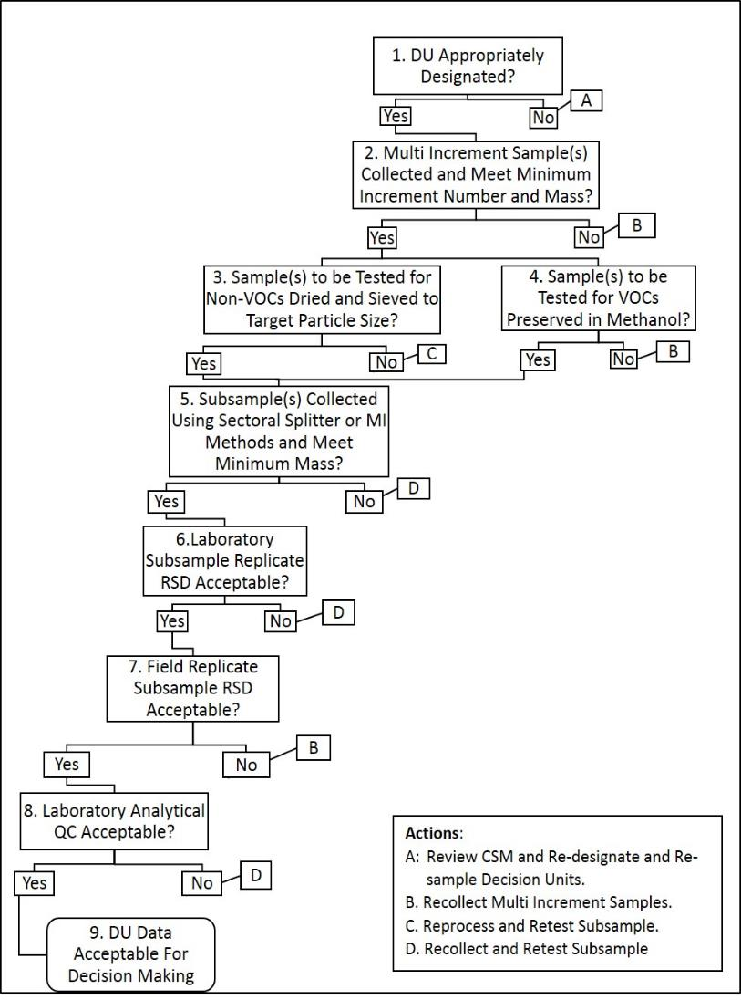 1. DU Appropriately
Designated?
A
Yes
No
2. Multi Increment Sample(s)
Collected and Meet Minimum
Increment Number and Mass?
B
Yes
No
3. Sample(s) to be Tested for
Non-VOCs Dried and Sieved to
Target Particle Size?
4. Sample(s) to be
Tested for VOCs
Preserved in Methanol?
Yes
No
C
Yes
No
B
5. Subsample(s) Collected
Using Sectoral Splitter or MI
Methods and Meet
Minimum Mass?
D
Yes
No
6.Laboratory
Subsample Replicate
RSD Acceptable?
D
Yes
No
7. Field Replicate
Subsample RSD
Acceptable?
B
Yes
No
8. Laboratory Analytical
QC Acceptable?
D
Yes
No
9. DU Data
Acceptable For
Decision Making
Actions:
A: Review CSM and Re-designate and Re-
sample Decision Units.
B. Recollect Multi Increment Samples.
C. Reprocess and Retest Subsample.
D. Recollect and Retest Subsample